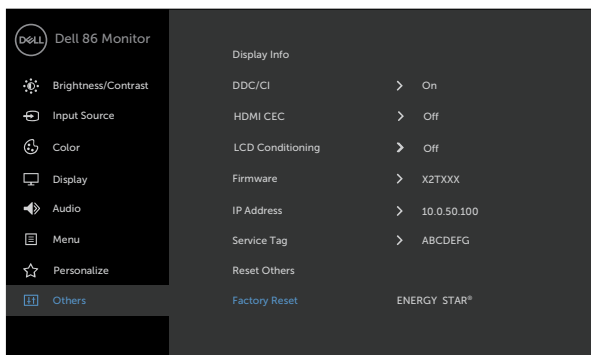 DELL Dell 86 Monitor
Display Info
Brightness/Contrast DDC/CI On
Input Source HDMI CEC Off
Color LCD Conditioning Off
Display Firmware X2TXXX
Audio IP Address 10.0.50.100
Menu Service Tag ABCDEFG
Personalize Reset Others
Others Factory Reset ENERGY STAR®